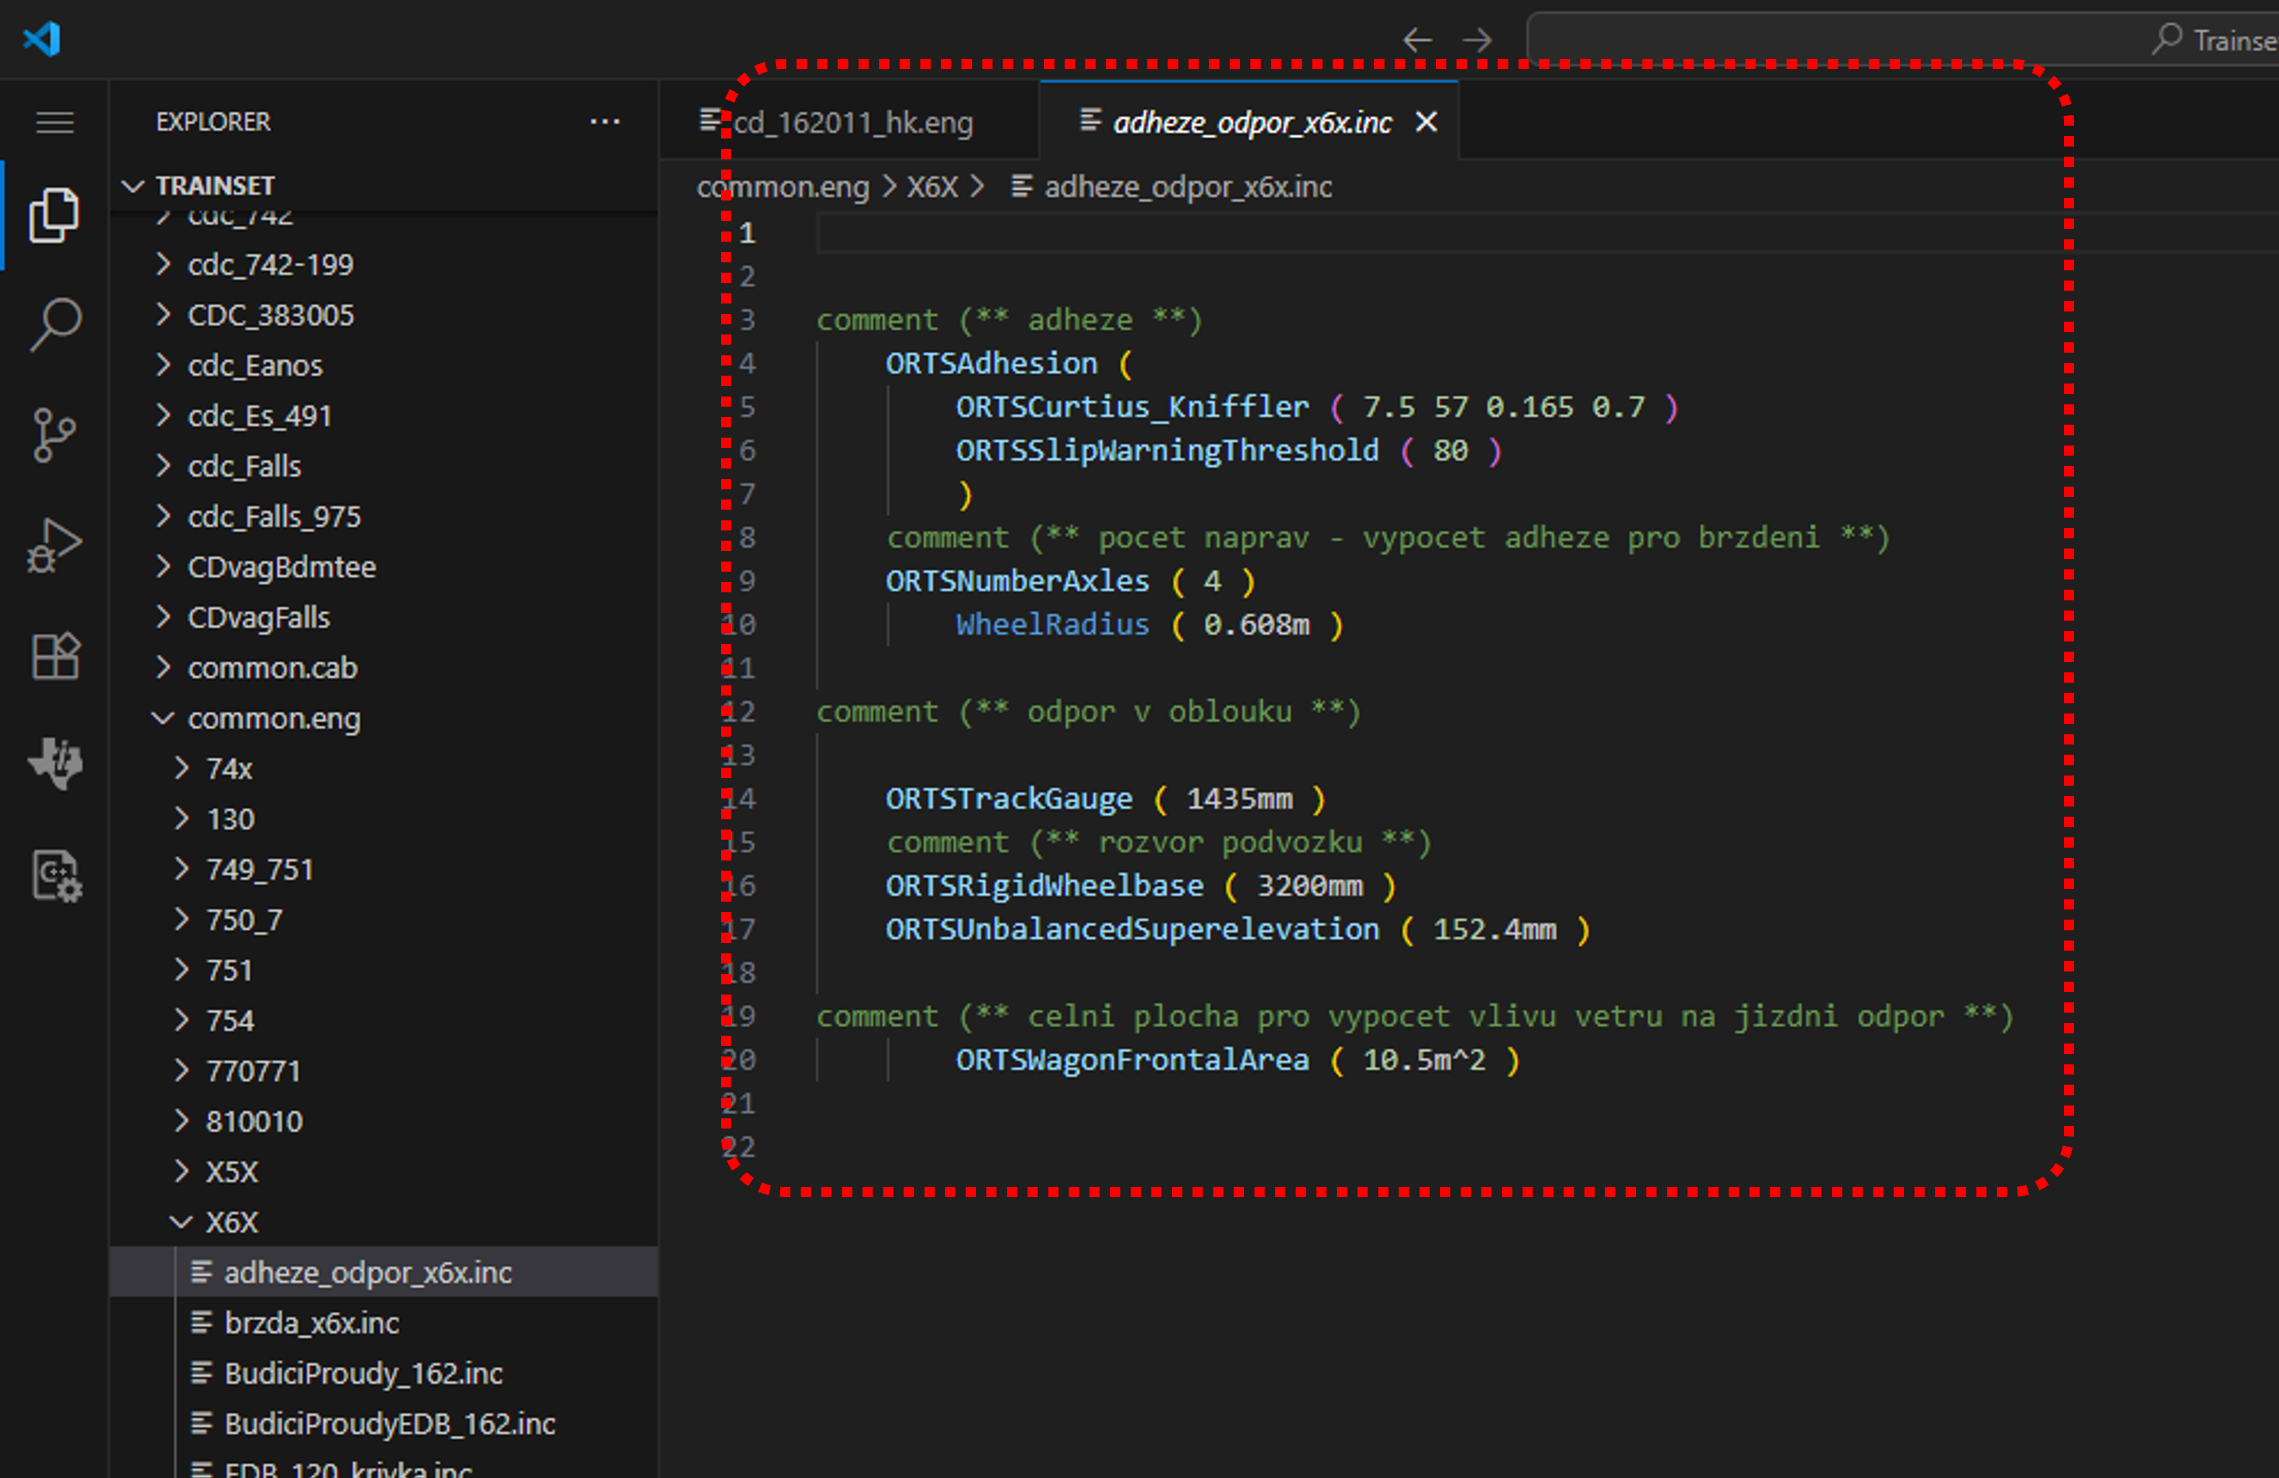 Trainse
EXPLORER
TRAINSET
cdc_742
cdc_742-199
CDC_383005
cdc_Eanos
cdc_Es_491
cdc_Falls
cdc_Falls_975
CDvagBdmtee
CDvagFalls
common.cab
common.eng
74x
130
749_751
750_7
751
754
770771
810010
X5X
X6X
adheze_odpor_x6x.inc
brzda_x6x.inc
BudiciProudy_162.inc
BudiciProudyEDB_162.inc
EDB_120_krivka.inc
cd_162011_hk.eng
adheze_odpor_x6x.inc
common.eng > X6X > adheze_odpor_x6x.inc
1
2
3 comment (** adheze **)
4 ORTSAdhesion (
5 ORTSCurtius_Kniffler ( 7.5 57 0.165 0.7 )
6 ORTSSlipWarningThreshold ( 80 )
7 )
8 comment (** pocet naprav - vypocet adheze pro brzdeni **)
9 ORTSNumberAxles ( 4 )
10 WheelRadius ( 0.608m )
11
12 comment (** odpor v oblouku **)
13
14 ORTSTrackGauge ( 1435mm )
15 comment (** rozvor podvozku **)
16 ORTSRigidWheelbase ( 3200mm )
17 ORTSUnbalancedSuperelevation ( 152.4mm )
18
19 comment (** celni plocha pro vypocet vlivu vetru na jizdni odpor **)
20 ORTSWagonFrontalArea ( 10.5m^2 )
21
22